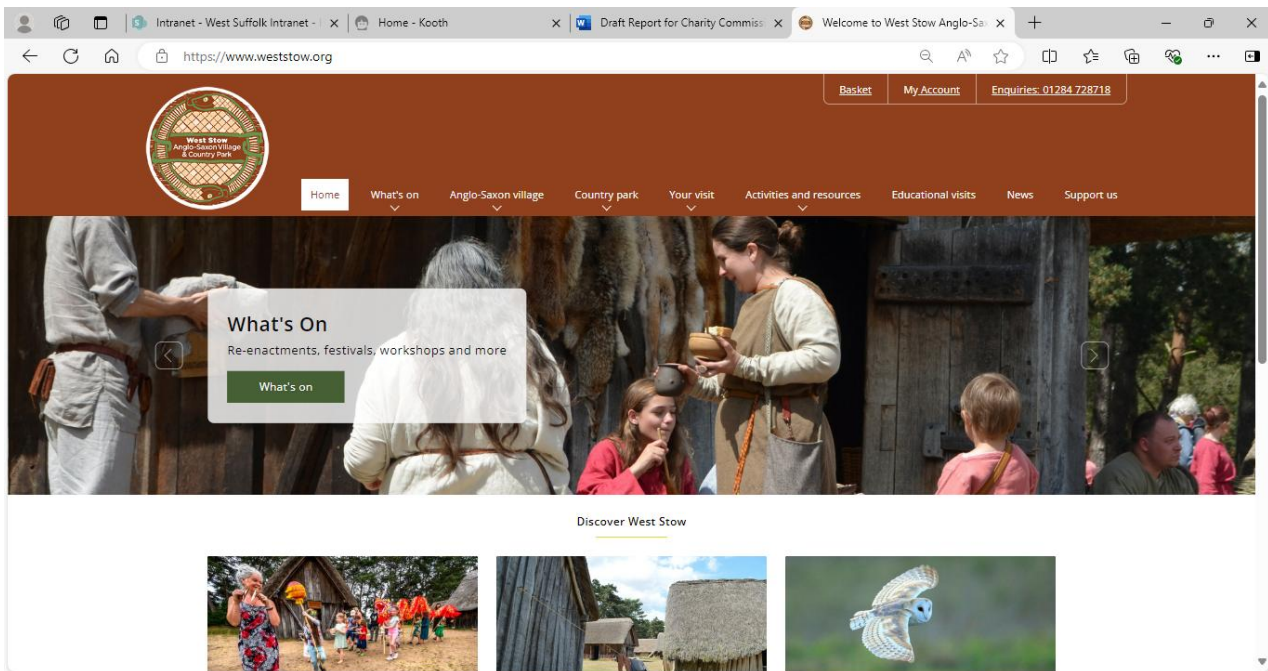 Intranet - West Suffolk Intranet -
Home - Kooth
Draft Report for Charity Commiss
Welcome to West Stow Anglo-Sax
https://www.weststow.org
Basket
My Account
Enquiries: 01284 728718
West Stow
Anglo-Saxon Village
& Country Park
Home
What's on
Anglo-Saxon village
Country park
Your visit
Activities and resources
Educational visits
News
Support us
What's On
Re-enactments, festivals, workshops and more
What's on
Discover West Stow